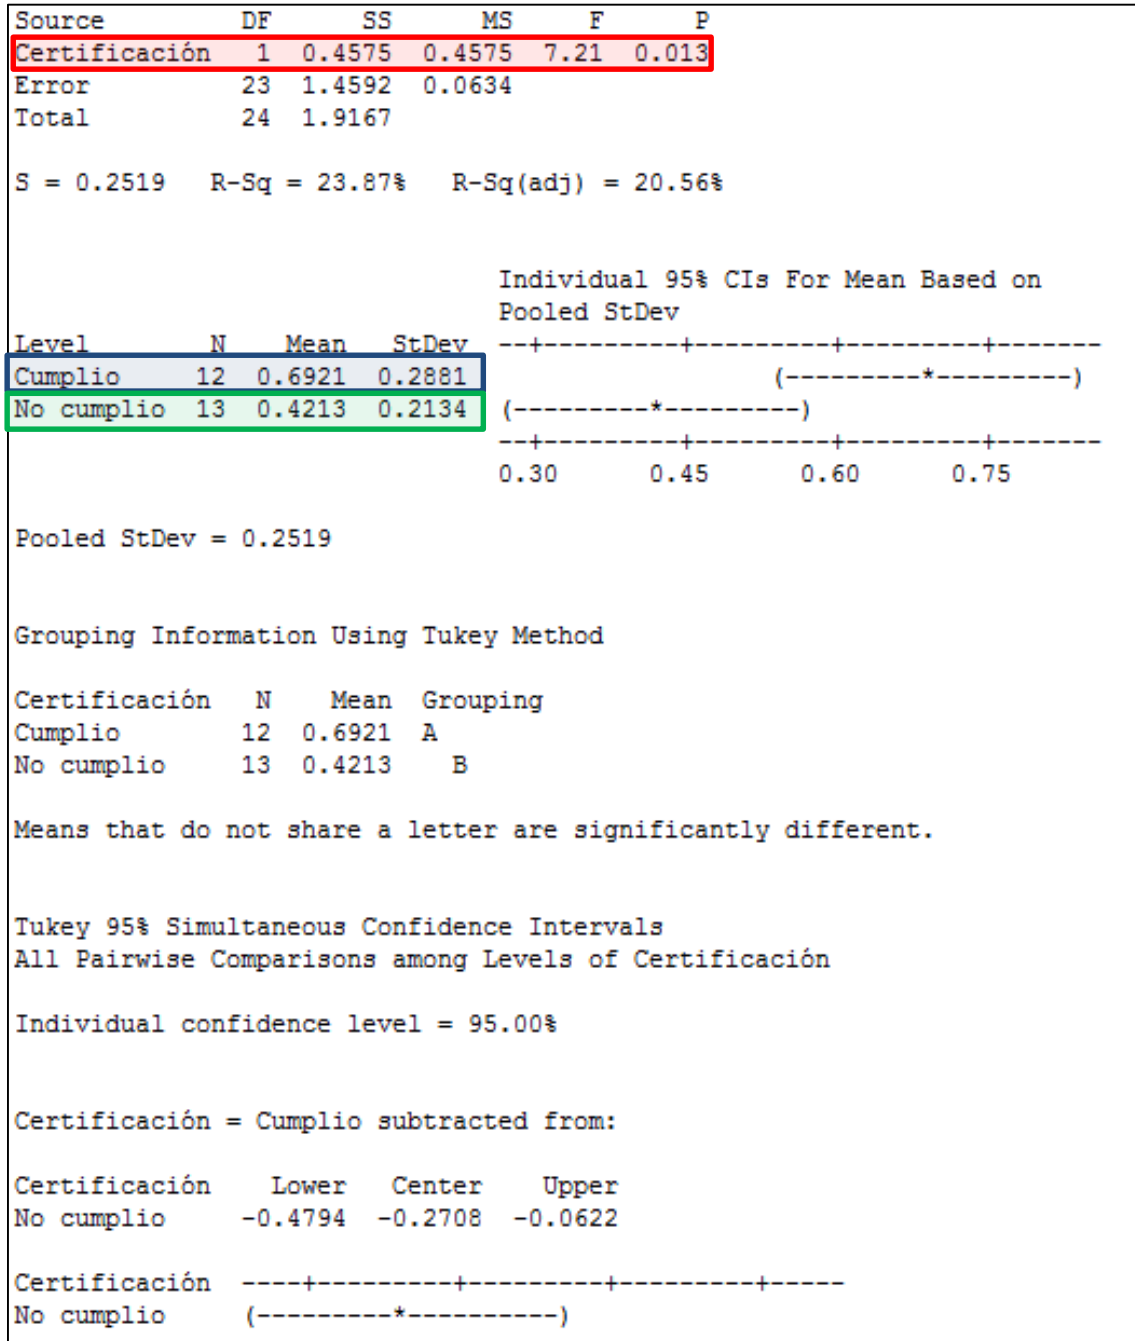 Source          DF      SS      MS     F      P
Certificación   1  0.4575  0.4575  7.21  0.013
Error          23  1.4592  0.0634
Total          24  1.9167
S = 0.2519   R-Sq = 23.87%   R-Sq(adj) = 20.56%
Individual 95% CIs For Mean Based on
Pooled StDev
Level        N    Mean   StDev  --+---------+---------+---------+-------
Cumplio     12  0.6921  0.2881                    (---------*---------)
No cumplio  13  0.4213  0.2134  (---------*---------)
--+---------+---------+---------+-------
0.30      0.45      0.60      0.75
Pooled StDev = 0.2519
Grouping Information Using Tukey Method
Certificación   N    Mean  Grouping
Cumplio        12  0.6921  A
No cumplio     13  0.4213    B
Means that do not share a letter are significantly different.
Tukey 95% Simultaneous Confidence Intervals
All Pairwise Comparisons among Levels of Certificación
Individual confidence level = 95.00%
Certificación = Cumplio subtracted from:
Certificación    Lower   Center    Upper
No cumplio     -0.4794  -0.2708  -0.0622
Certificación  ----+---------+---------+---------+-----
No cumplio     (---------*----------)